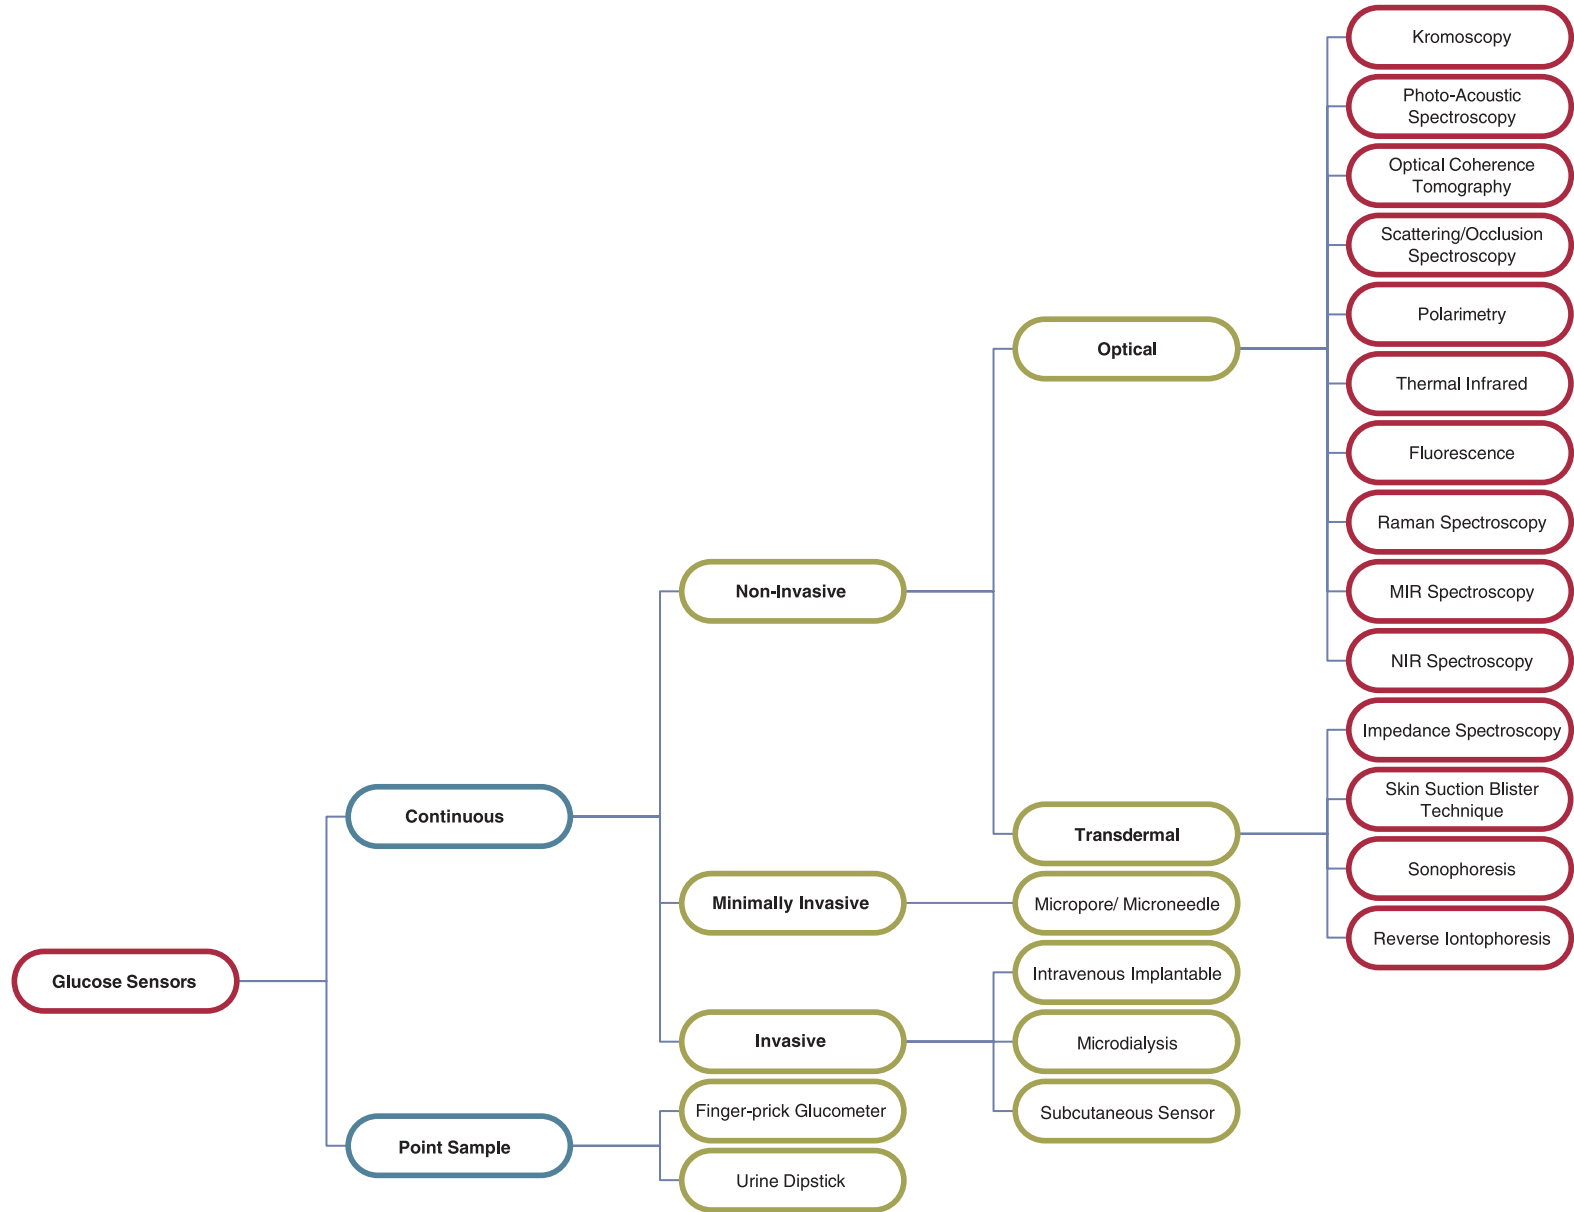 Kromoscopy
Photo-Acoustic
Spectroscopy
Optical Coherence
Tomography
Scattering/Occlusion
Spectroscopy
Polarimetry
Optical
Thermal Infrared
Fluorescence
Raman Spectroscopy
Non-Invasive
MIR Spectroscopy
NIR Spectroscopy
Impedance Spectroscopy
Continuous
Skin Suction Blister
Technique
Transdermal
Sonophoresis
Minimally Invasive
Micropore/ Microneedle
Reverse Iontophoresis
Glucose Sensors
Intravenous Implantable
Invasive
Microdialysis
Finger-prick Glucometer
Subcutaneous Sensor
Point Sample
Urine Dipstick